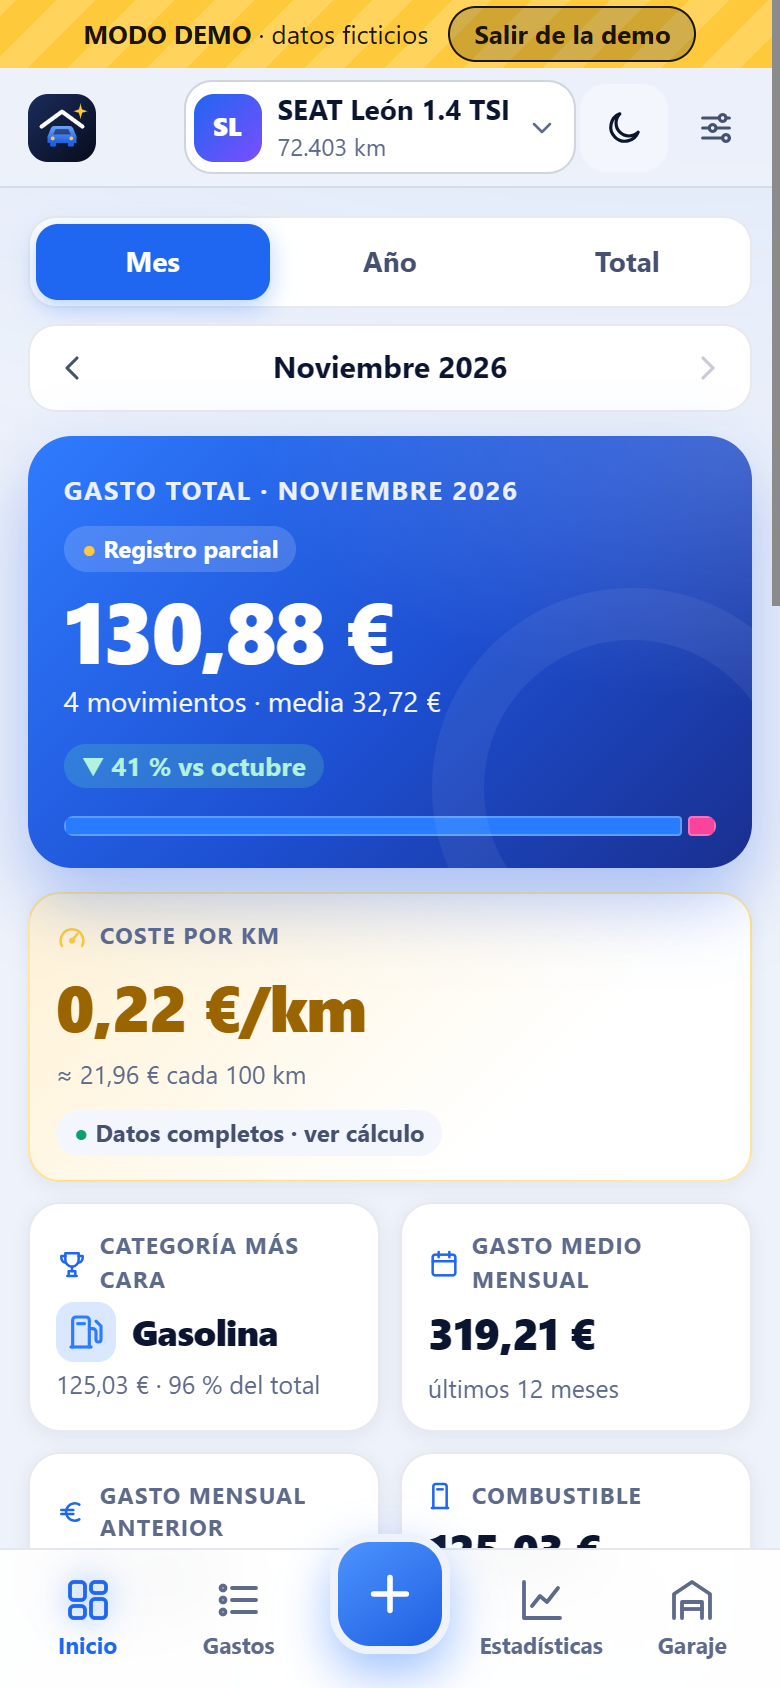 MODO DEMO · datos ficticios
Salir de la demo
SL
SEAT León 1.4 TSI
72.403 km
Mes
Año
Total
Noviembre 2026
GASTO TOTAL · NOVIEMBRE 2026
Registro parcial
130,88 €
4 movimientos · media 32,72 €
▼ 41 % vs octubre
COSTE POR KM
0,22 €/km
≈ 21,96 € cada 100 km
Datos completos · ver cálculo
CATEGORÍA MÁS
CARA
Gasolina
125,03 € · 96 % del total
GASTO MEDIO
MENSUAL
319,21 €
últimos 12 meses
GASTO MENSUAL
ANTERIOR
COMBUSTIBLE
125,03 €
Inicio
Gastos
Estadísticas
Garaje